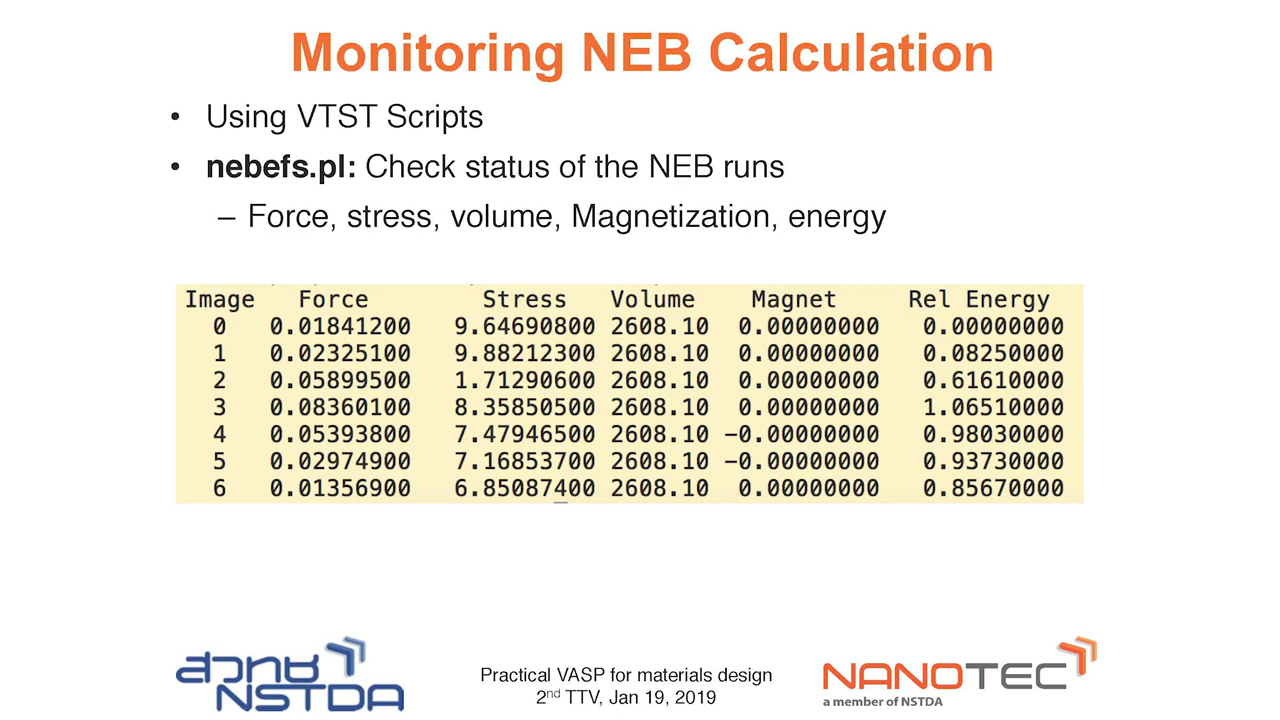 Monitoring NEB Calculation
• Using VTST Scripts
• nebefs.pl: Check status of the NEB runs
– Force, stress, volume, Magnetization, energy
Image Force Stress Volume Magnet Rel Energy
0 0.01841200 9.64690800 2608.10 0.00000000 0.00000000
1 0.02325100 9.88212300 2608.10 0.00000000 0.08250000
2 0.05899500 1.71290600 2608.10 0.00000000 0.61610000
3 0.08360100 8.35850500 2608.10 0.00000000 1.06510000
4 0.05393800 7.47946500 2608.10 -0.00000000 0.98030000
5 0.02974900 7.16853700 2608.10 -0.00000000 0.93730000
6 0.01356900 6.85087400 2608.10 0.00000000 0.85670000
สวทช
NSTDA
Practical VASP for materials design
2nd TTV, Jan 19, 2019
NANOTEC
a member of NSTDA